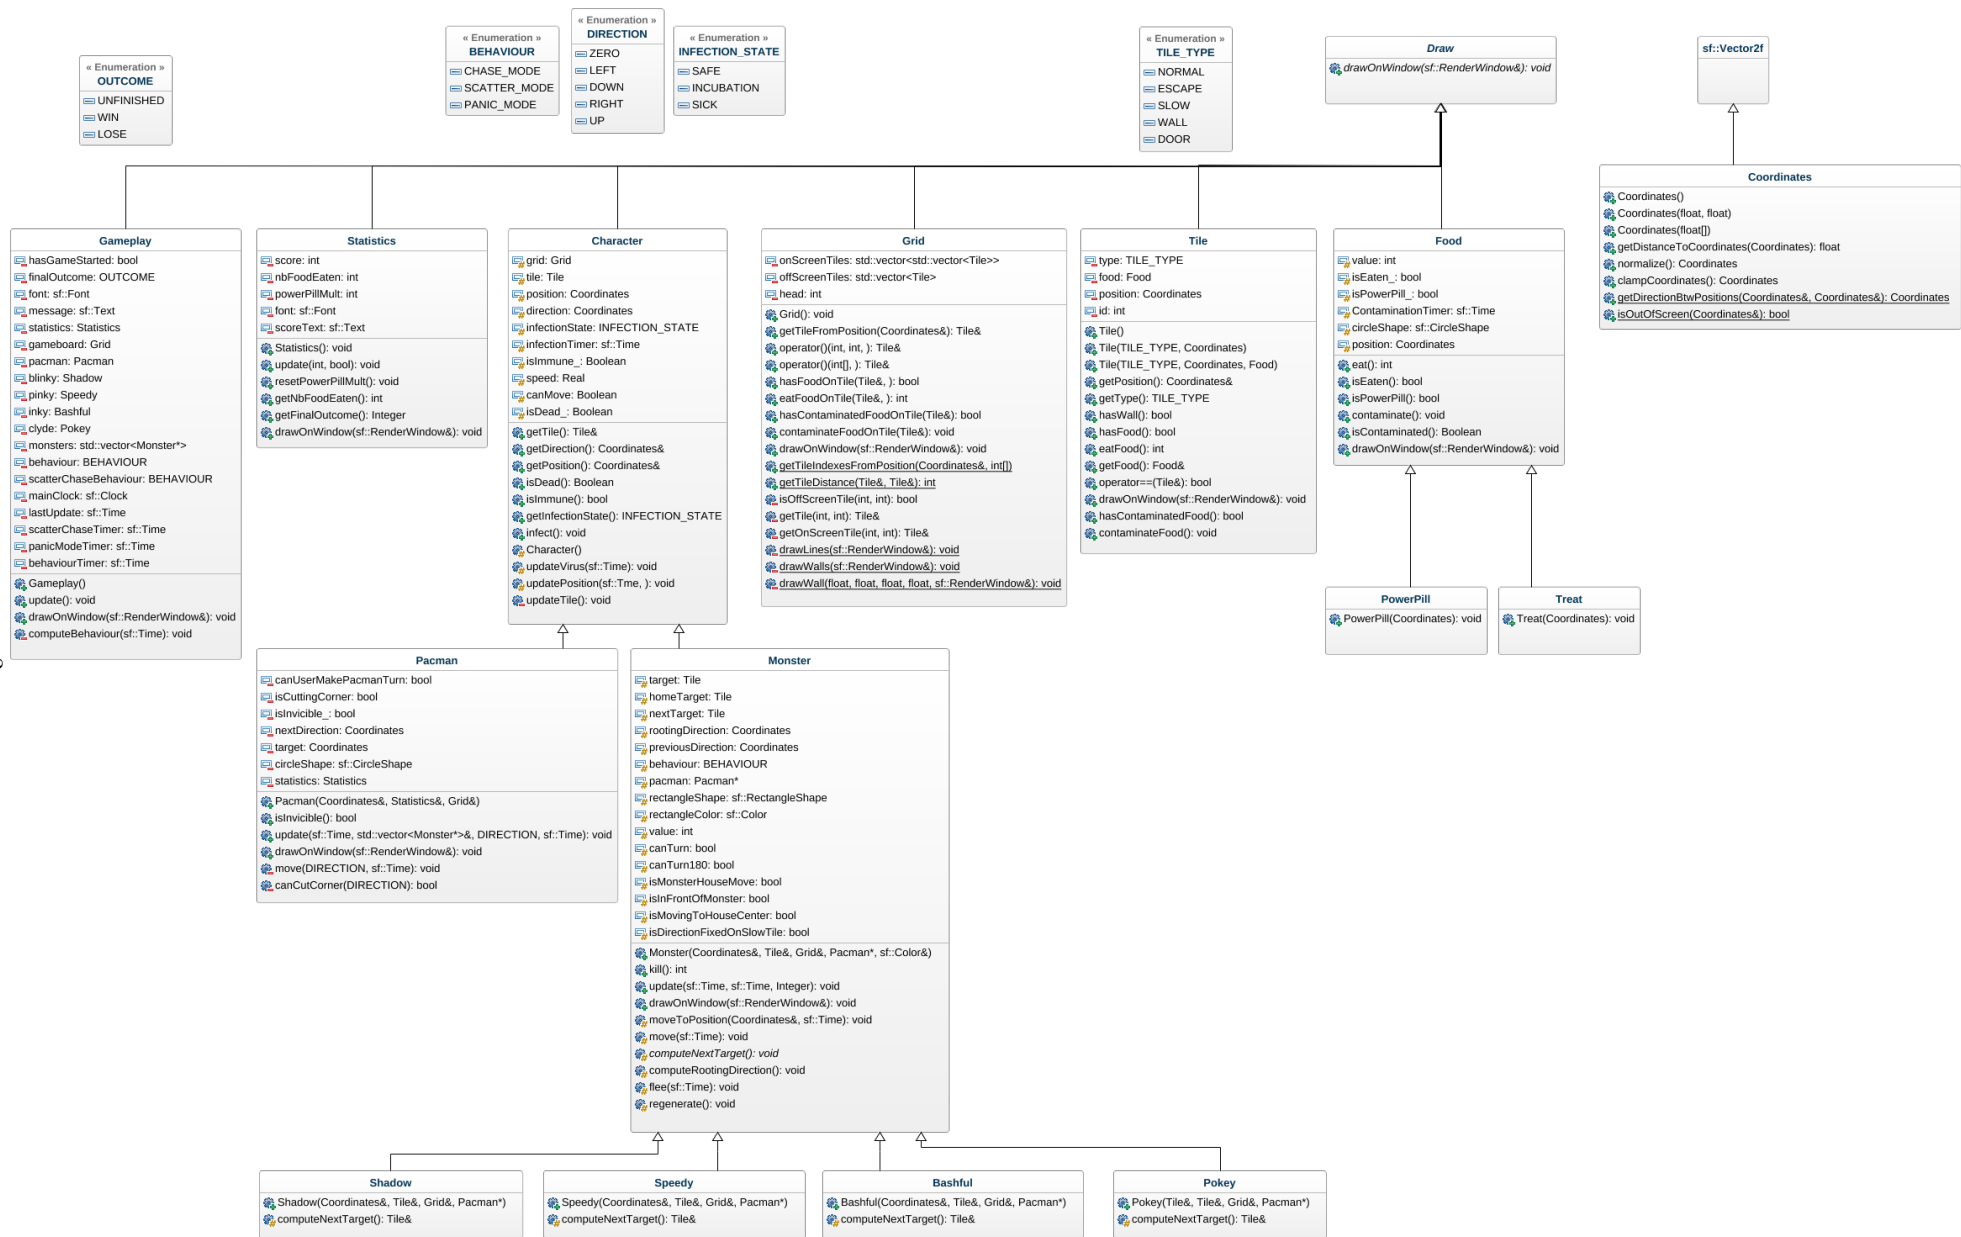 « Enumeration »
OUTCOME
UNFINISHED
WIN
LOSE
« Enumeration »
BEHAVIOUR
CHASE_MODE
SCATTER_MODE
PANIC_MODE
« Enumeration »
DIRECTION
ZERO
LEFT
DOWN
RIGHT
UP
« Enumeration »
INFECTION_STATE
SAFE
INCUBATION
SICK
« Enumeration »
TILE_TYPE
NORMAL
ESCAPE
SLOW
WALL
DOOR
Draw
drawOnWindow(sf::RenderWindow&): void
sf::Vector2f
Coordinates
Coordinates()
Coordinates(float, float)
Coordinates(float[])
getDistanceToCoordinates(Coordinates): float
normalize(): Coordinates
clampCoordinates(): Coordinates
getDirectionBtwPositions(Coordinates&, Coordinates&): Coordinates
isOutOfScreen(Coordinates&): bool
Gameplay
hasGameStarted: bool
finalOutcome: OUTCOME
font: sf::Font
message: sf::Text
statistics: Statistics
gameboard: Grid
pacman: Pacman
blinky: Shadow
pinky: Speedy
inky: Bashful
clyde: Pokey
monsters: std::vector<Monster*>
behaviour: BEHAVIOUR
scatterChaseBehaviour: BEHAVIOUR
mainClock: sf::Clock
lastUpdate: sf::Time
scatterChaseTimer: sf::Time
panicModeTimer: sf::Time
behaviourTimer: sf::Time
Gameplay()
update(): void
drawOnWindow(sf::RenderWindow&): void
computeBehaviour(sf::Time): void
Statistics
score: int
nbFoodEaten: int
powerPillMult: int
font: sf::Font
scoreText: sf::Text
Statistics(): void
update(int, bool): void
resetPowerPillMult(): void
getNbFoodEaten(): int
getFinalOutcome(): Integer
drawOnWindow(sf::RenderWindow&): void
Character
grid: Grid
tile: Tile
position: Coordinates
direction: Coordinates
infectionState: INFECTION_STATE
infectionTimer: sf::Time
isImmune_: Boolean
speed: Real
canMove: Boolean
isDead_: Boolean
getTile(): Tile&
getDirection(): Coordinates&
getPosition(): Coordinates&
isDead(): Boolean
isImmune(): bool
getInfectionState(): INFECTION_STATE
infect(): void
Character()
updateVirus(sf::Time): void
updatePosition(sf::Tme, ): void
updateTile(): void
Grid
onScreenTiles: std::vector<std::vector<Tile>>
offScreenTiles: std::vector<Tile>
head: int
Grid(): void
getTileFromPosition(Coordinates&): Tile&
operator()(int, int, ): Tile&
operator()(int[], ): Tile&
hasFoodOnTile(Tile&, ): bool
eatFoodOnTile(Tile&, ): int
hasContaminatedFoodOnTile(Tile&): bool
contaminateFoodOnTile(Tile&): void
drawOnWindow(sf::RenderWindow&): void
getTileIndexesFromPosition(Coordinates&, int[])
getTileDistance(Tile&, Tile&): int
isOffScreenTile(int, int): bool
getTile(int, int): Tile&
getOnScreenTile(int, int): Tile&
drawLines(sf::RenderWindow&): void
drawWalls(sf::RenderWindow&): void
drawWall(float, float, float, float, sf::RenderWindow&): void
Tile
type: TILE_TYPE
food: Food
position: Coordinates
id: int
Tile()
Tile(TILE_TYPE, Coordinates)
Tile(TILE_TYPE, Coordinates, Food)
getPosition(): Coordinates&
getType(): TILE_TYPE
hasWall(): bool
hasFood(): bool
eatFood(): int
getFood(): Food&
operator==(Tile&): bool
drawOnWindow(sf::RenderWindow&): void
hasContaminatedFood(): bool
contaminateFood(): void
Food
value: int
isEaten_: bool
isPowerPill_: bool
ContaminationTimer: sf::Time
circleShape: sf::CircleShape
position: Coordinates
eat(): int
isEaten(): bool
isPowerPill(): bool
contaminate(): void
isContaminated(): Boolean
drawOnWindow(sf::RenderWindow&): void
PowerPill
PowerPill(Coordinates): void
Treat
Treat(Coordinates): void
Pacman
canUserMakePacmanTurn: bool
isCuttingCorner: bool
isInvicible_: bool
nextDirection: Coordinates
target: Coordinates
circleShape: sf::CircleShape
statistics: Statistics
Pacman(Coordinates&, Statistics&, Grid&)
isInvicible(): bool
update(sf::Time, std::vector<Monster*>&, DIRECTION, sf::Time): void
drawOnWindow(sf::RenderWindow&): void
move(DIRECTION, sf::Time): void
canCutCorner(DIRECTION): bool
Monster
target: Tile
homeTarget: Tile
nextTarget: Tile
rootingDirection: Coordinates
previousDirection: Coordinates
behaviour: BEHAVIOUR
pacman: Pacman*
rectangleShape: sf::RectangleShape
rectangleColor: sf::Color
value: int
canTurn: bool
canTurn180: bool
isMonsterHouseMove: bool
isInFrontOfMonster: bool
isMovingToHouseCenter: bool
isDirectionFixedOnSlowTile: bool
Monster(Coordinates&, Tile&, Grid&, Pacman*, sf::Color&)
kill(): int
update(sf::Time, sf::Time, Integer): void
drawOnWindow(sf::RenderWindow&): void
moveToPosition(Coordinates&, sf::Time): void
move(sf::Time): void
computeNextTarget(): void
computeRootingDirection(): void
flee(sf::Time): void
regenerate(): void
Shadow
Shadow(Coordinates&, Tile&, Grid&, Pacman*)
computeNextTarget(): Tile&
Speedy
Speedy(Coordinates&, Tile&, Grid&, Pacman*)
computeNextTarget(): Tile&
Bashful
Bashful(Coordinates&, Tile&, Grid&, Pacman*)
computeNextTarget(): Tile&
Pokey
Pokey(Tile&, Tile&, Grid&, Pacman*)
computeNextTarget(): Tile&